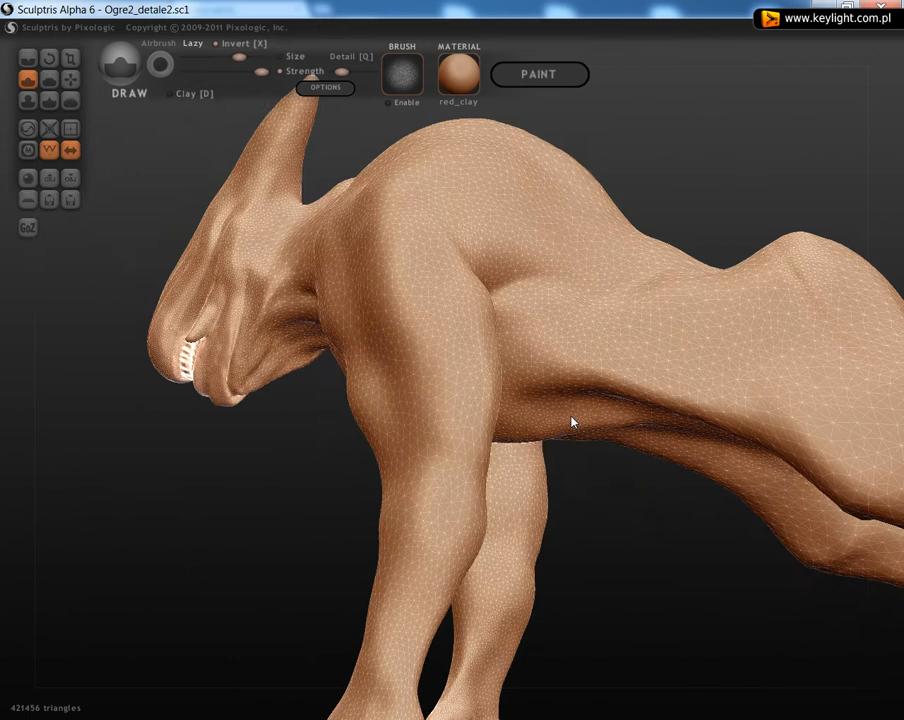 Sculptris Alpha 6 - Ogre2_detale2.sc1
www.keylight.com.pl
Sculptris by Pixologic Copyright © 2009-2011 Pixologic, Inc.
Airbrush Lazy Invert [X]
Size Detail [Q]
Strength
OPTIONS
DRAW Clay [D]
BRUSH MATERIAL
Enable red_clay
PAINT
GoZ
421456 triangles